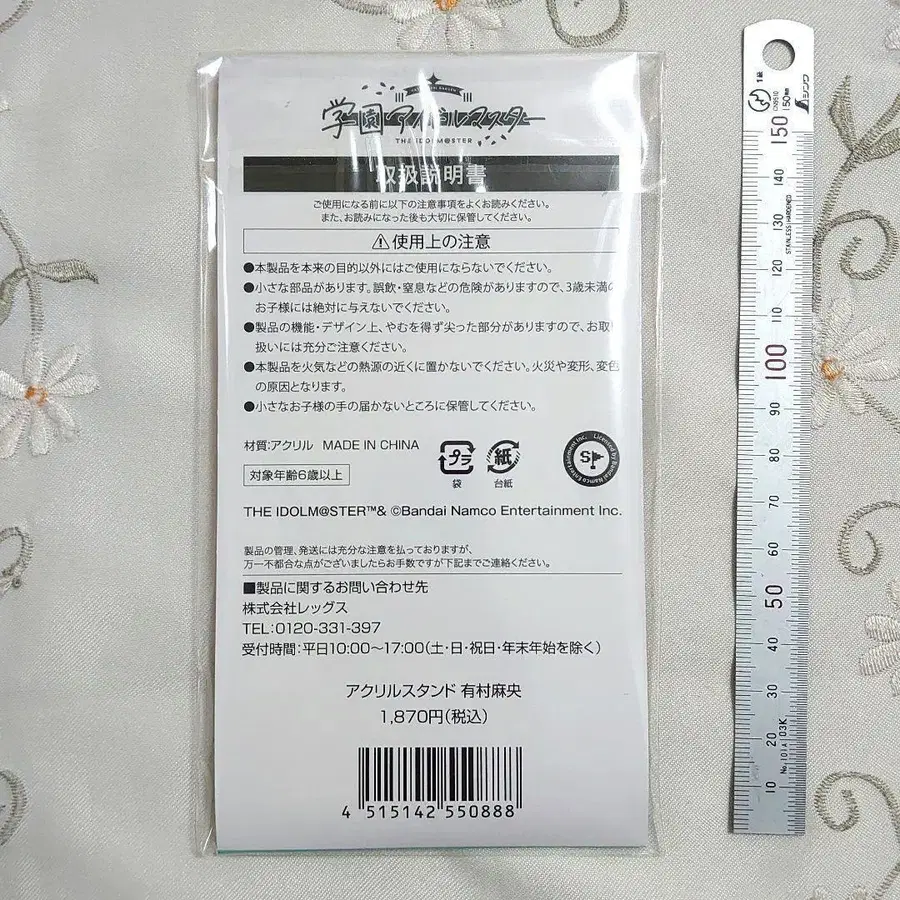 学園アイドルマスター
THE IDOLM@STER
取扱説明書
ご使用になる前に以下の注意事項をよくお読みください。
また、お読みになった後も大切に保管してください。
⚠使用上の注意
●本製品を本来の目的以外にはご使用にならないでください。
●小さな部品があります。誤飲・窒息などの危険がありますので、3歳未満の
お子様には絶対に与えないでください。
●製品の機能・デザイン上、やむを得ず尖った部分がありますので、お取り
扱いには充分ご注意ください。
●本製品を火気などの熱源の近くに置かないでください。火災や変形、変色
の原因となります。
●小さなお子様の手の届かないところに保管してください。
材質:アクリル MADE IN CHINA
対象年齢6歳以上
プラ
袋
紙
台紙
Licensed by Bandai Namco Entertainment Inc.
SP
THE IDOLM@STER™& ©Bandai Namco Entertainment Inc.
製品の管理、発送には充分な注意を払っておりますが、
万一不都合な点がございましたらお手数ですが下記までご連絡ください。
■製品に関するお問い合わせ先
株式会社レッグス
TEL:0120-331-397
受付時間:平日10:00〜17:00(土・日・祝日・年末年始を除く)
アクリルスタンド 有村麻央
1,870円(税込)
4 515142 550888
1級
150mm
シンワ
STAINLESS HARDENED
150
140
130
120
110
100
90
80
70
60
50
40
30
20
10
No.101A 03K